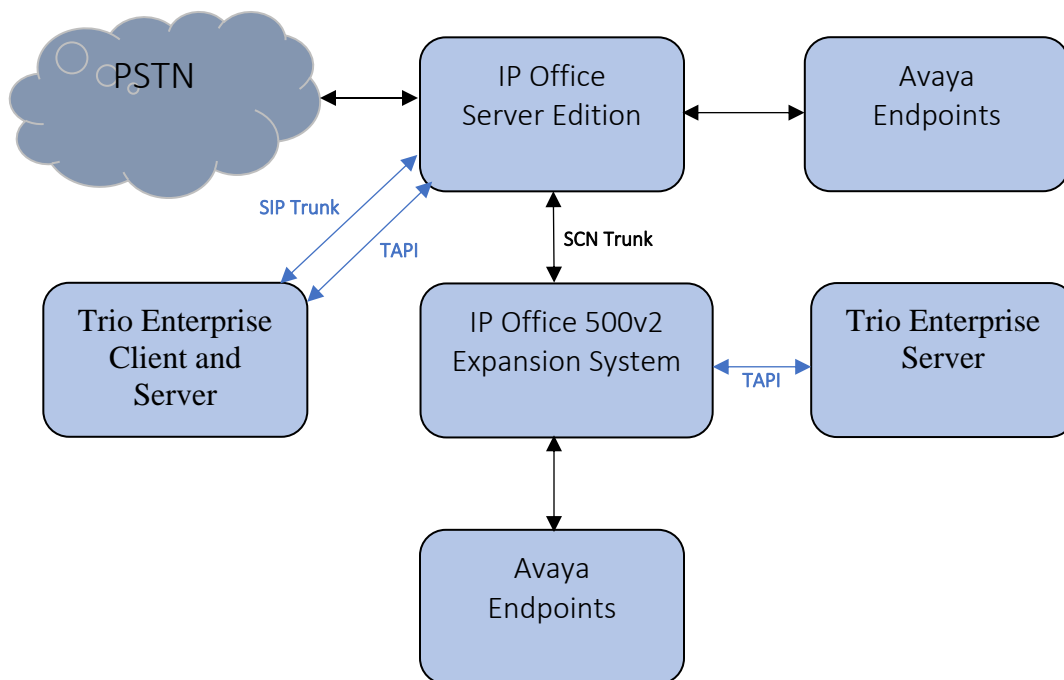 PSTN
IP Office
Server Edition
Avaya
Endpoints
SIP Trunk
TAPI
SCN Trunk
Trio Enterprise
Client and
Server
IP Office 500v2
Expansion System
TAPI
Trio Enterprise
Server
Avaya
Endpoints